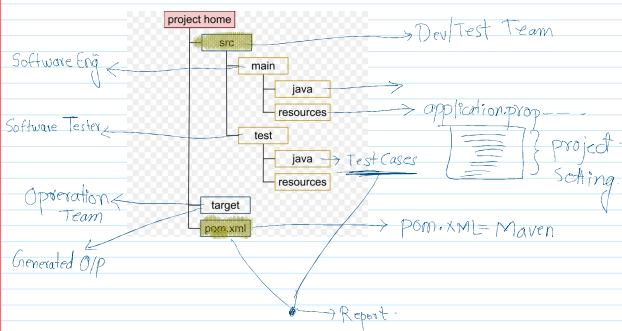 project home
src
Dev/Test Team
Software Eng
main
java
resources
application.prop----
Software Tester
test
java
Test Cases
project
setting
resources
Opreration
Team
target
pom.xml
pom.xml = Maven
Generated O/P
Report.